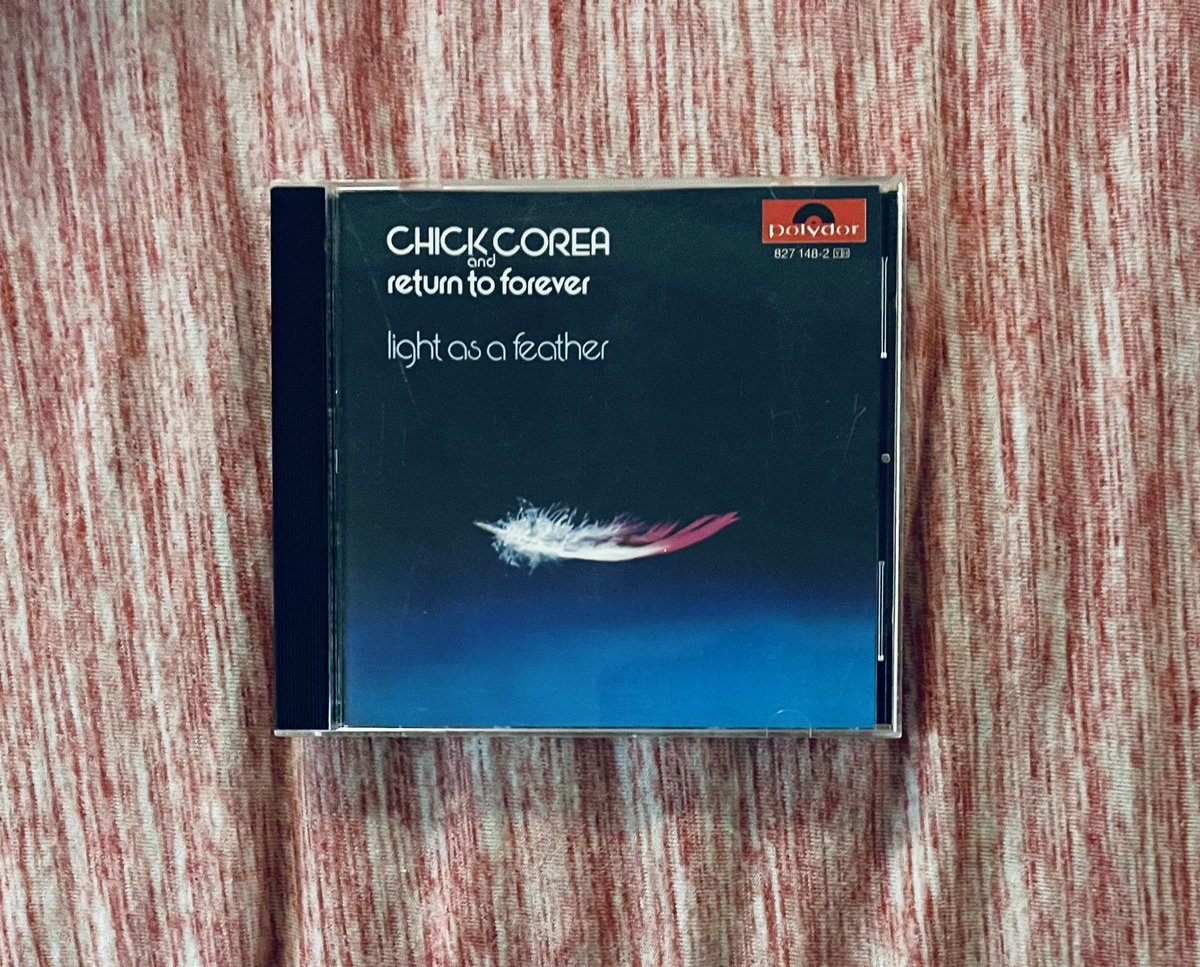 CHICK COREA
and
return to forever
light as a feather
polydor
827 148-2